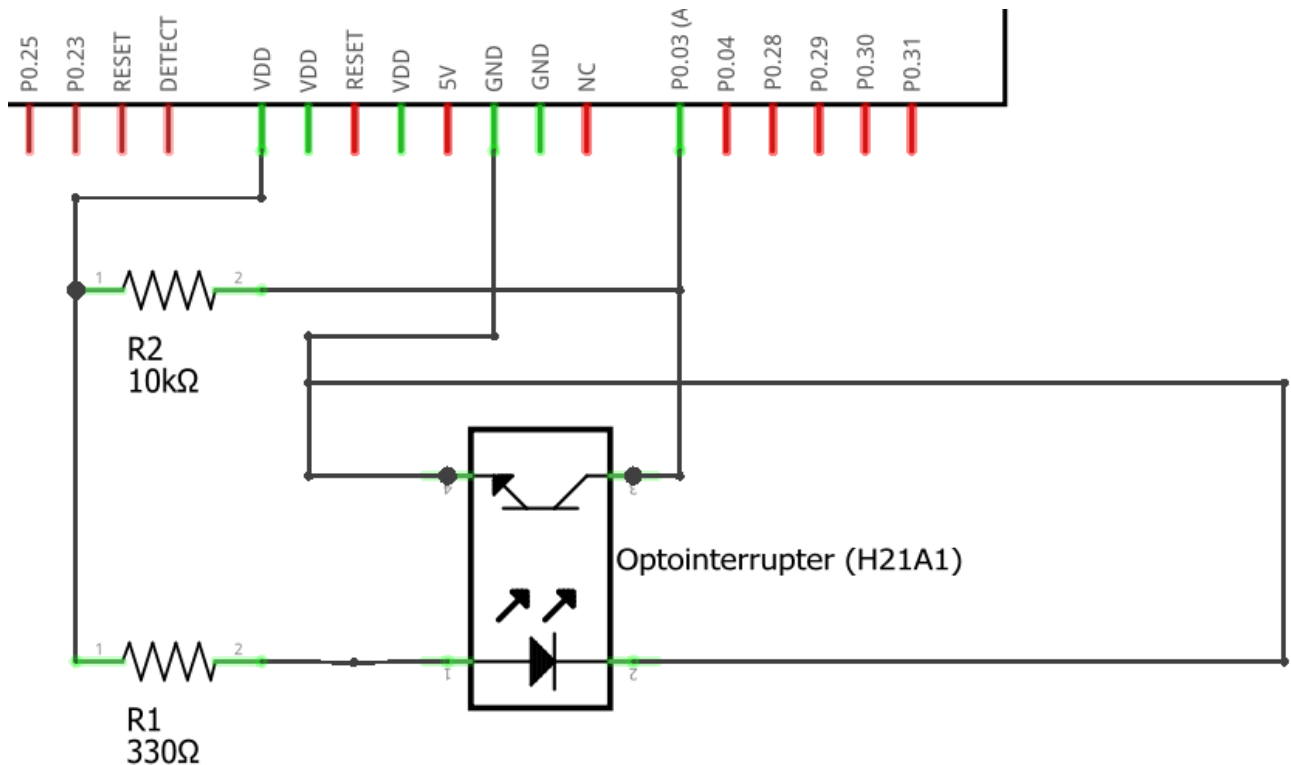 P0.25
P0.23
RESET
DETECT
VDD
VDD
RESET
VDD
5V
GND
GND
NC
P0.03 (A
P0.04
P0.28
P0.29
P0.30
P0.31
1
2
R2
10kΩ
4
3
Optointerrupter (H21A1)
1
2
1
2
R1
330Ω